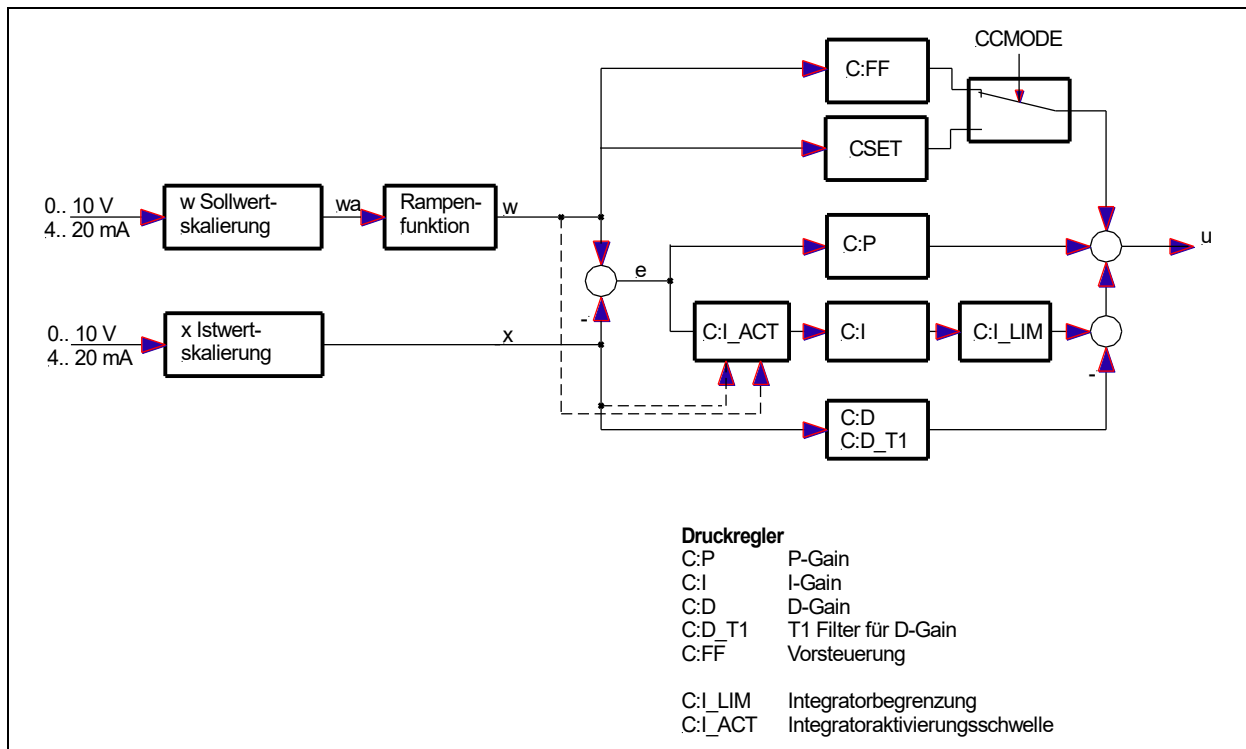 CCMODE
C:FF
CSET
0.. 10 V
4.. 20 mA
w Sollwert-
skalierung
wa
Rampen-
funktion
w
C:P
u
e
-
0.. 10 V
4.. 20 mA
x Istwert-
skalierung
x
C:I_ACT
C:I
C:I_LIM
-
C:D
C:D_T1
Druckregler
C:P P-Gain
C:I I-Gain
C:D D-Gain
C:D_T1 T1 Filter für D-Gain
C:FF Vorsteuerung
C:I_LIM Integratorbegrenzung
C:I_ACT Integratoraktivierungsschwelle